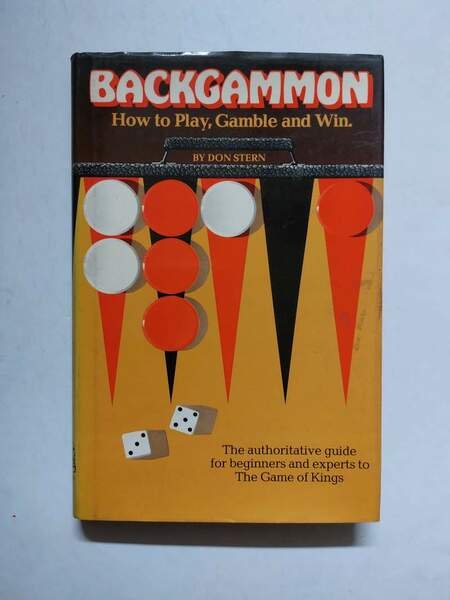 BACKGAMMON
How to Play, Gamble and Win.
BY DON STERN
The authoritative guide
for beginners and experts to
The Game of Kings